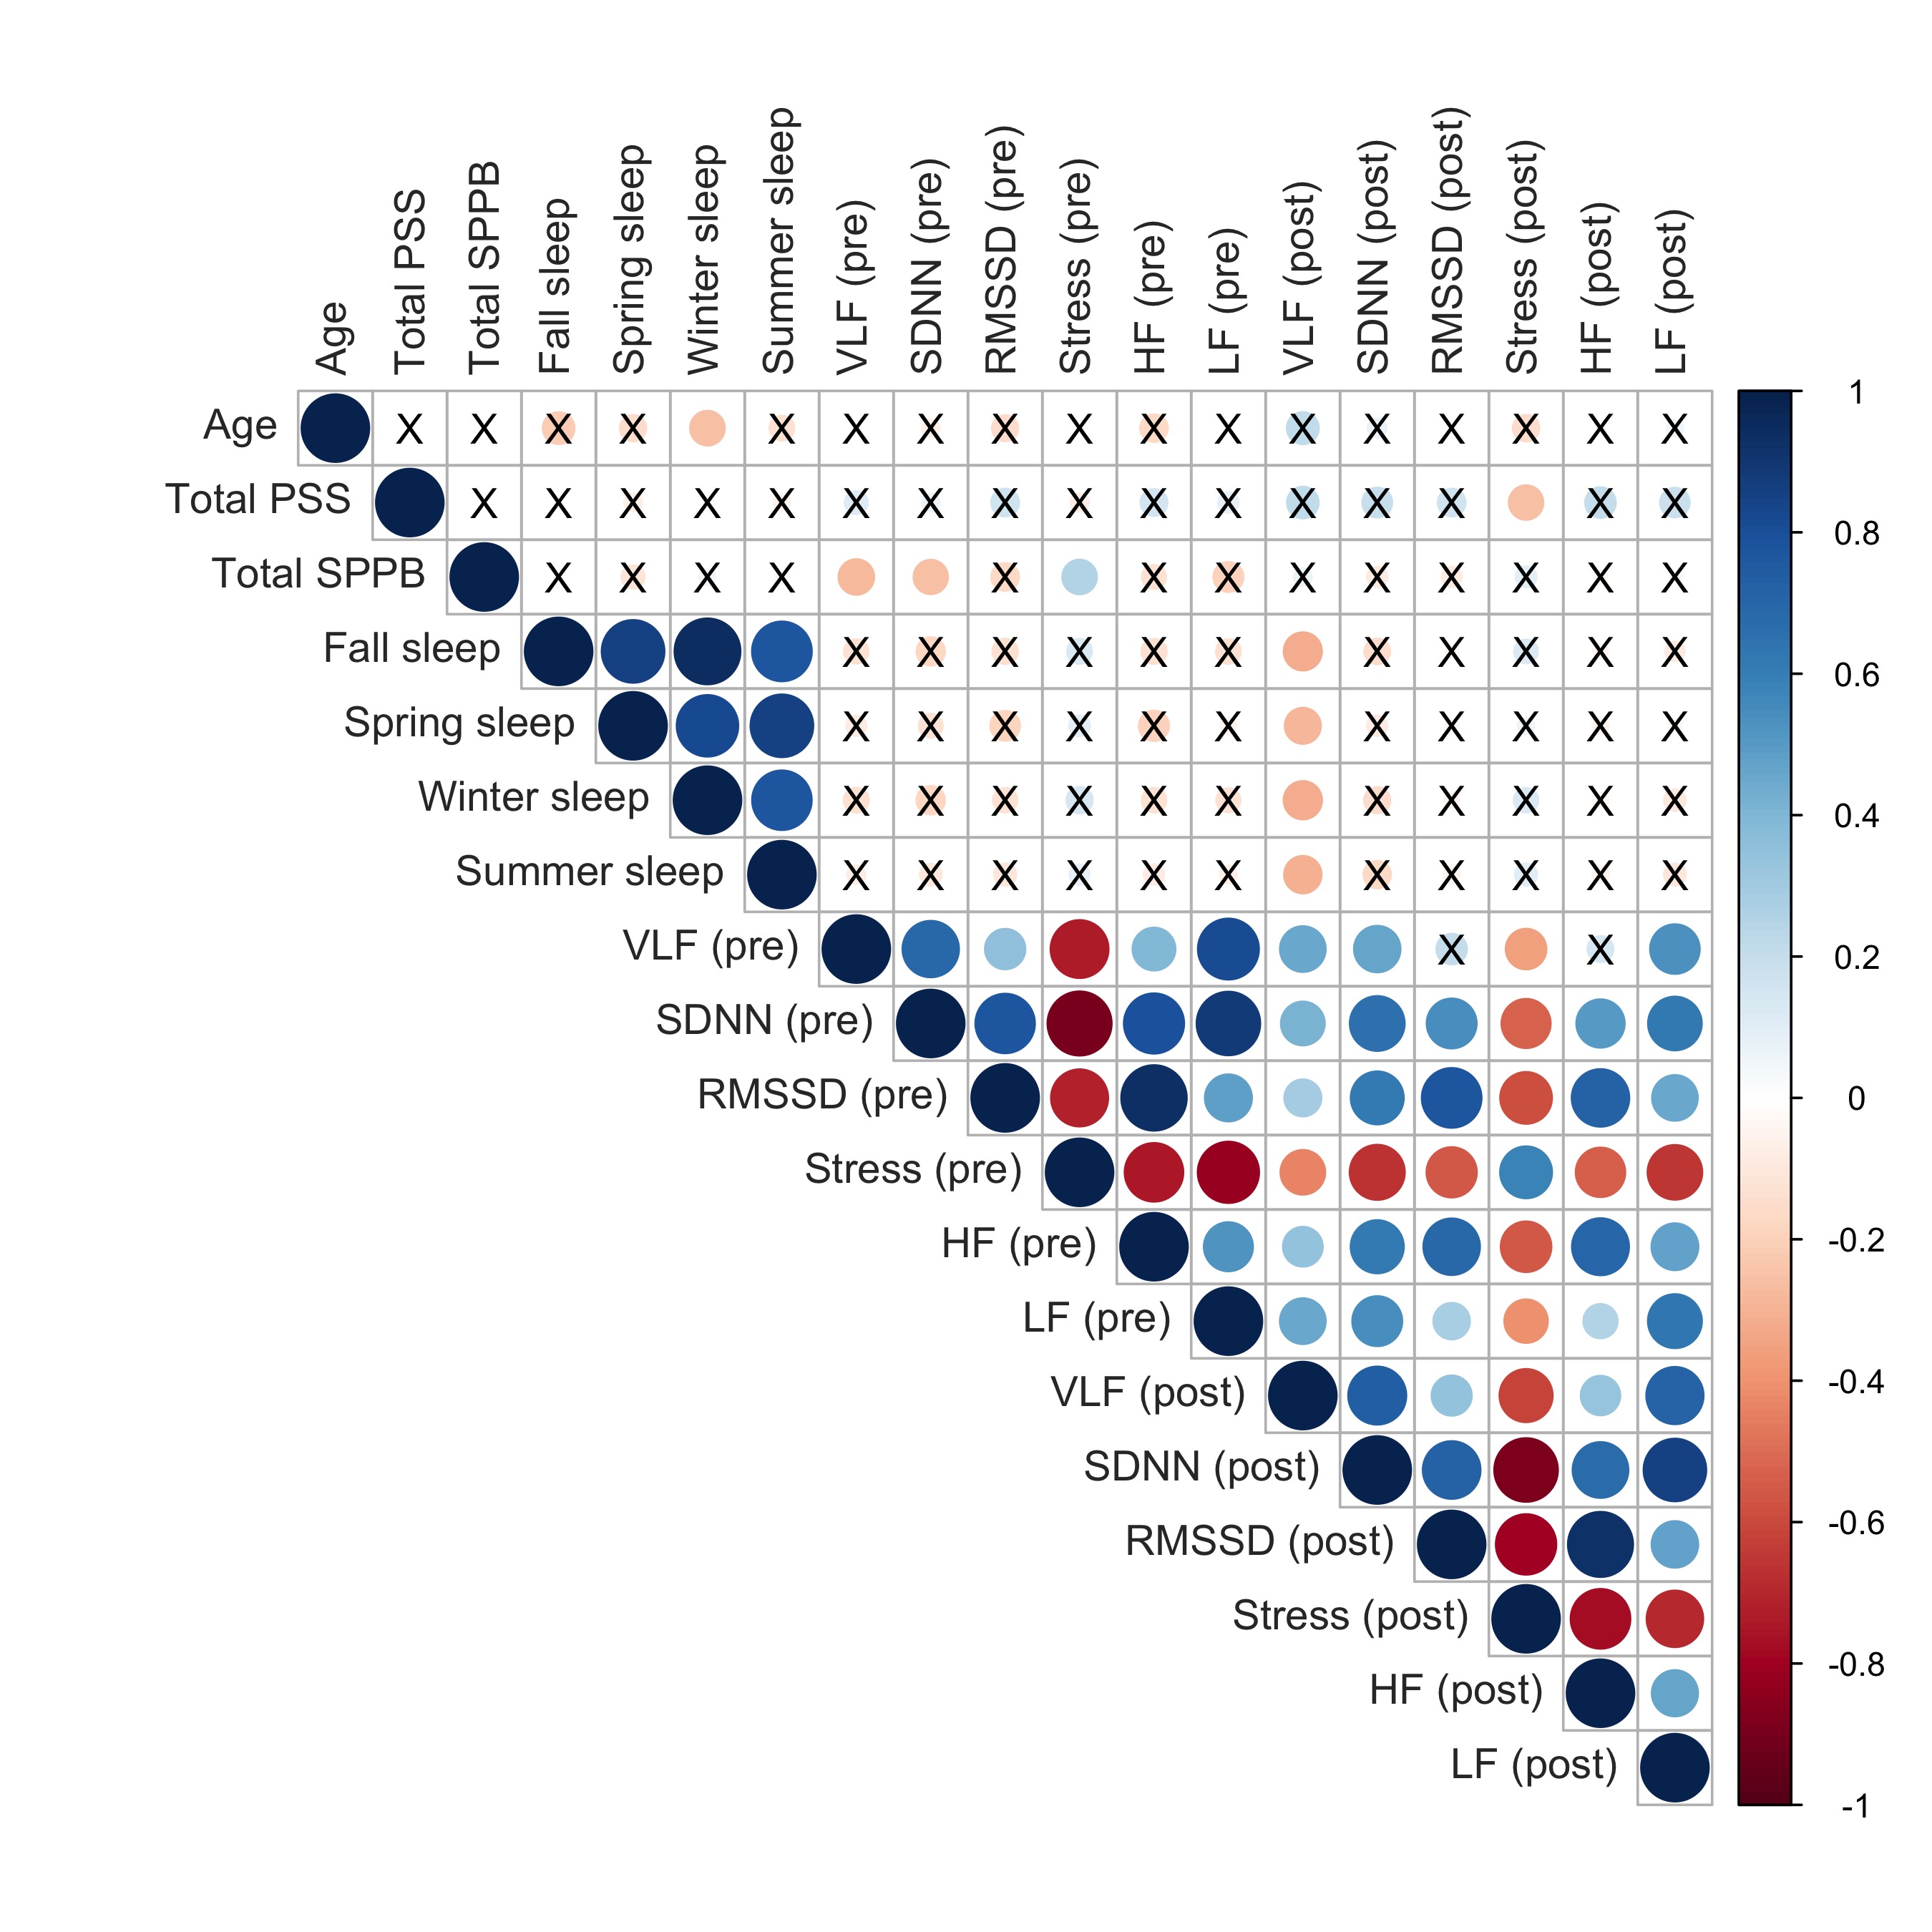 Age
Total PSS
Total SPPB
Fall sleep
Spring sleep
Winter sleep
Summer sleep
VLF (pre)
SDNN (pre)
RMSSD (pre)
Stress (pre)
HF (pre)
LF (pre)
VLF (post)
SDNN (post)
RMSSD (post)
Stress (post)
HF (post)
LF (post)
Age X X X X X X X X X X X X X X X X X
Total PSS X X X X X X X X X X X X X X X X
Total SPPB X X X X X X X X X X X X X
Fall sleep X X X X X X X X X X X
Spring sleep X X X X X X X X X X X
Winter sleep X X X X X X X X X X X
Summer sleep X X X X X X X X X X X
VLF (pre) X X
SDNN (pre)
RMSSD (pre)
Stress (pre)
HF (pre)
LF (pre)
VLF (post)
SDNN (post)
RMSSD (post)
Stress (post)
HF (post)
LF (post)
1
0.8
0.6
0.4
0.2
0
-0.2
-0.4
-0.6
-0.8
-1